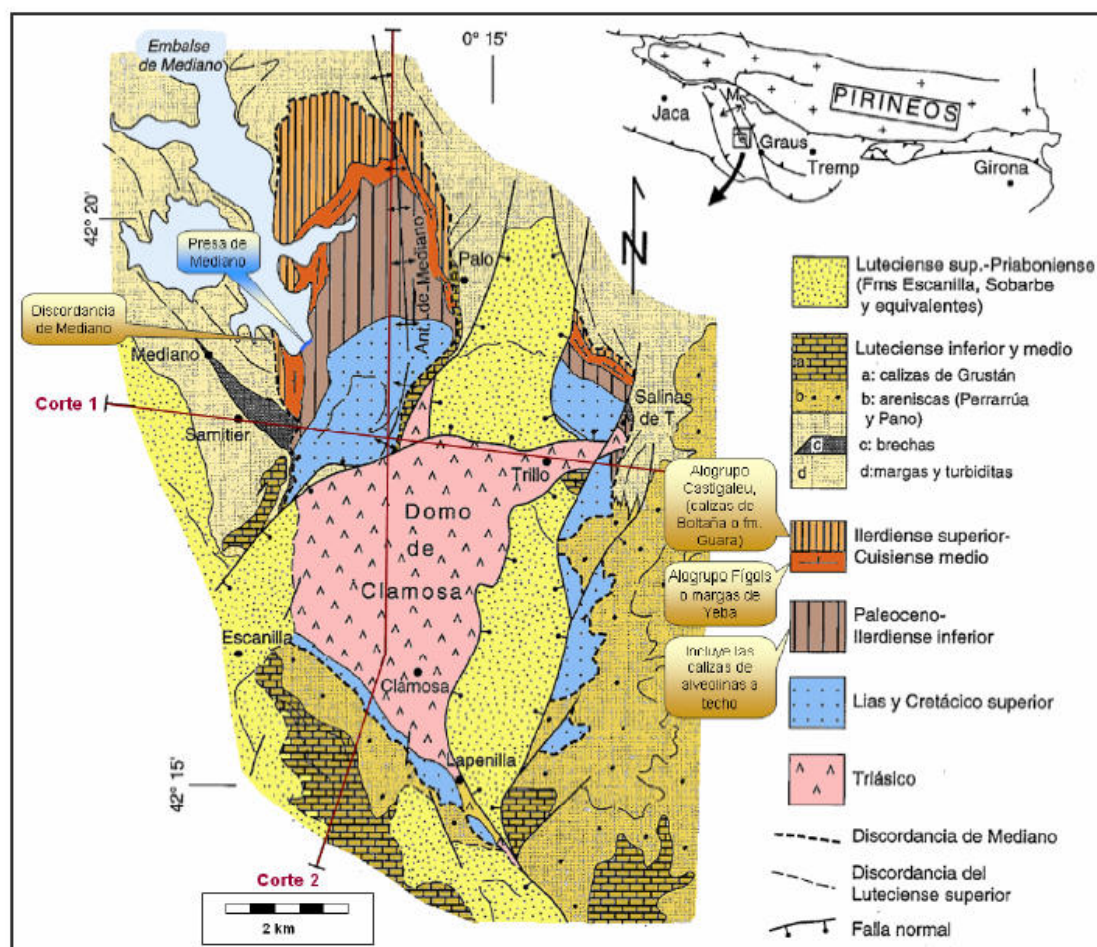 Embalse
de Mediano
0° 15'
42° 20'
42° 15'
Presa de
Mediano
Discordancia
de Mediano
Mediano
Corte 1
Samitier
Ant. de Mediano
Palo
Salinas
de T.
Trillo
Domo
de
Clamosa
Escanilla
Clamosa
Lapenilla
Corte 2
2 km
N
PIRINEOS
M
Jaca
Graus
Tremp
Girona
Luteciense sup.-Priaboniense
(Fms Escanilla, Sobarbe
y equivalentes)
Luteciense inferior y medio
a
a: calizas de Grustán
b
b: areniscas (Perrarrúa
y Pano)
c
c: brechas
d
d:margas y turbiditas
Alogrupo
Castigaleu,
(calizas de
Boltaña o fm.
Guara)
Ilerdiense superior-
Cuisiense medio
Alogrupo Fígols
o margas de
Yeba
Paleoceno-
Ilerdiense inferior
Incluye las
calizas de
alveolinas a
techo
Lias y Cretácico superior
Triásico
Discordancia de Mediano
Discordancia del
Luteciense superior
Falla normal